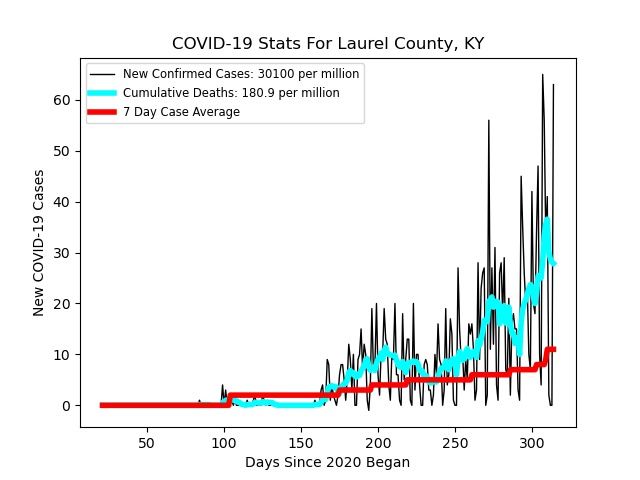 COVID-19 Stats For Laurel County, KY
New Confirmed Cases: 30100 per million
Cumulative Deaths: 180.9 per million
7 Day Case Average
New COVID-19 Cases
60
50
40
30
20
10
0
50 100 150 200 250 300
Days Since 2020 Began